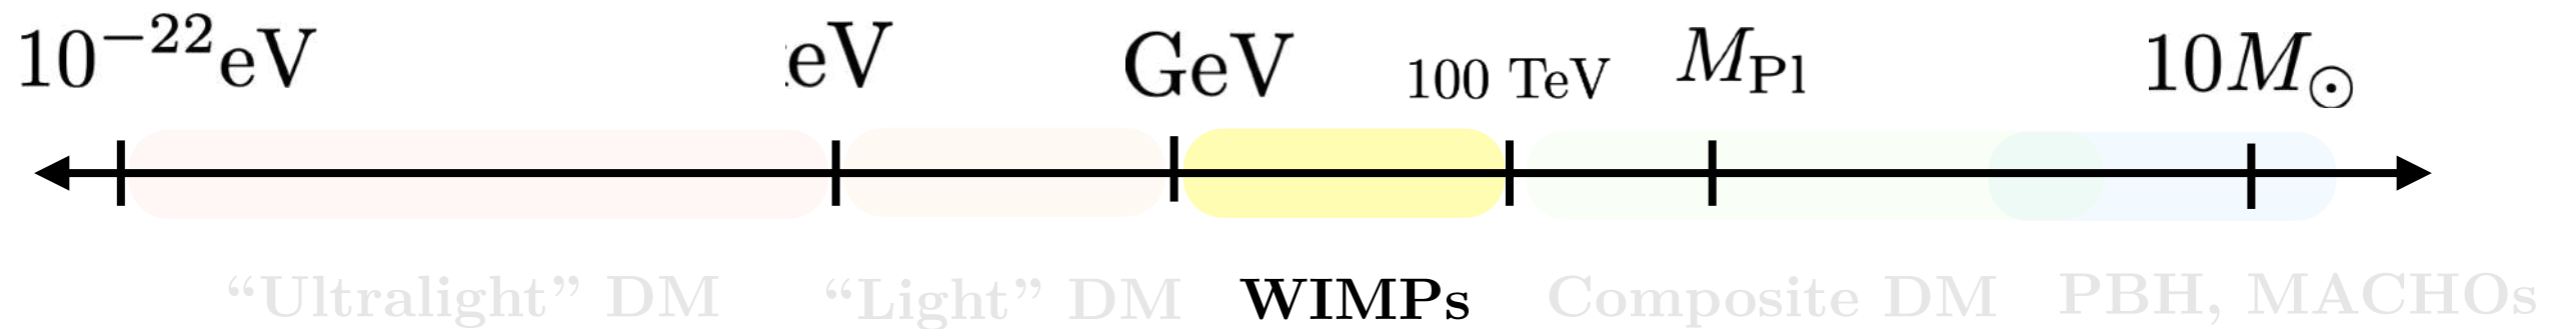 10⁻²²eV eV GeV 100 TeV M_Pl 10M_⊙
“Ultralight” DM “Light” DM WIMPs Composite DM PBH, MACHOs